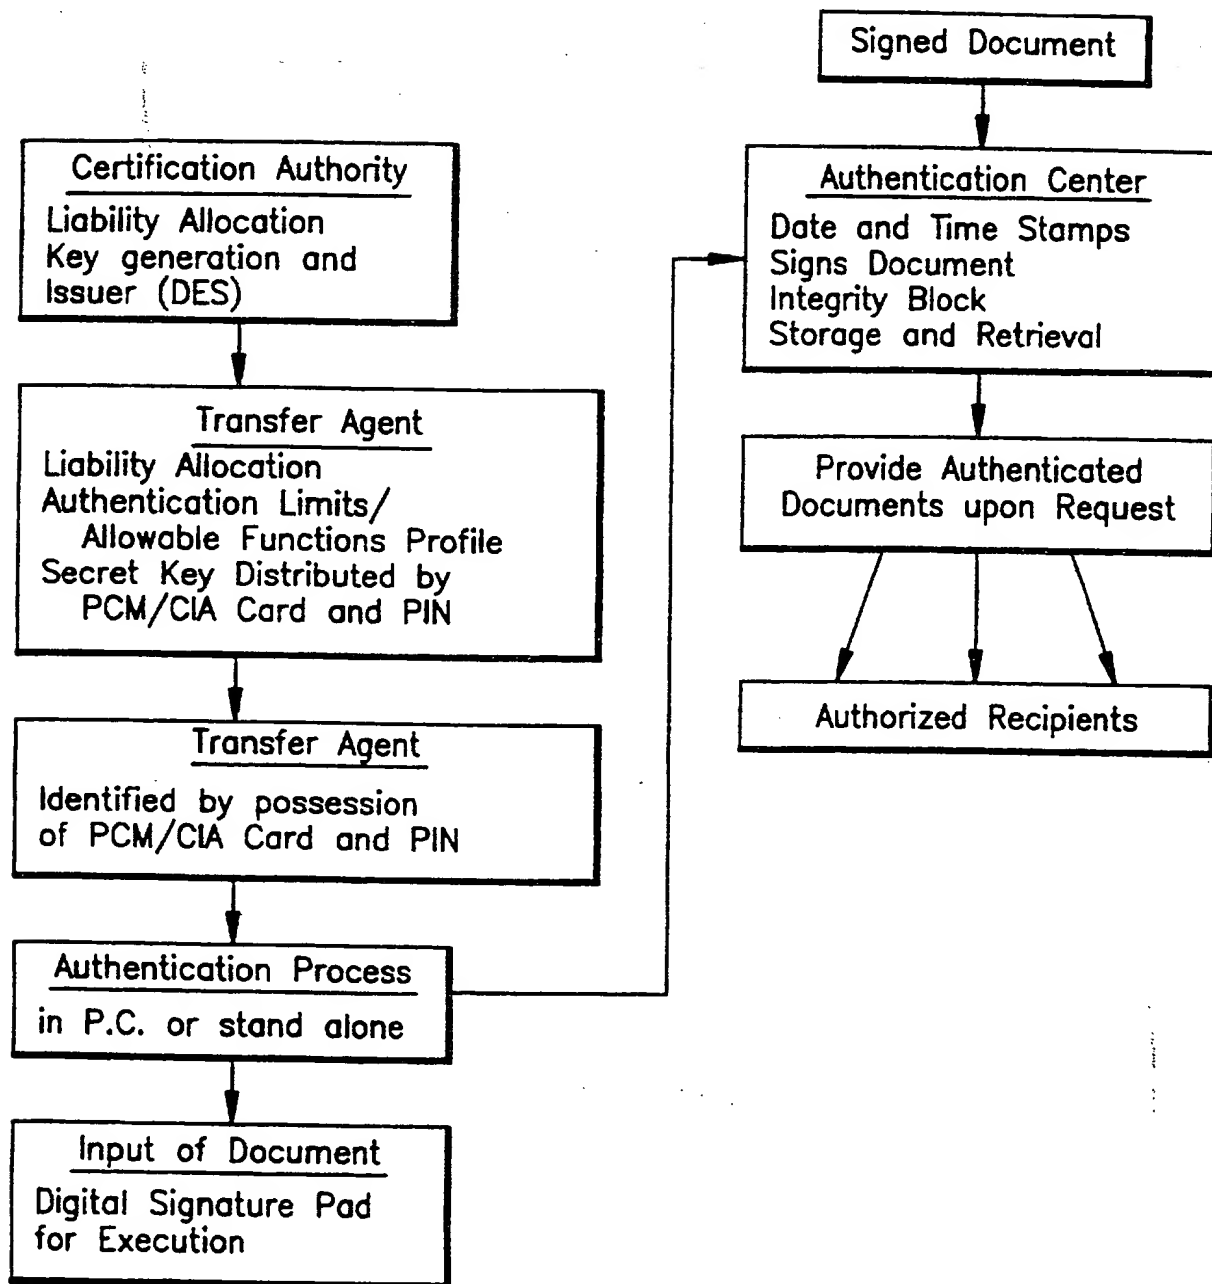 Certification Authority
Liability Allocation
Key generation and
Issuer (DES)
Transfer Agent
Liability Allocation
Authentication Limits/
Allowable Functions Profile
Secret Key Distributed by
PCM/CIA Card and PIN
Transfer Agent
Identified by possession
of PCM/CIA Card and PIN
Authentication Process
in P.C. or stand alone
Input of Document
Digital Signature Pad
for Execution
Signed Document
Authentication Center
Date and Time Stamps
Signs Document
Integrity Block
Storage and Retrieval
Provide Authenticated
Documents upon Request
Authorized Recipients